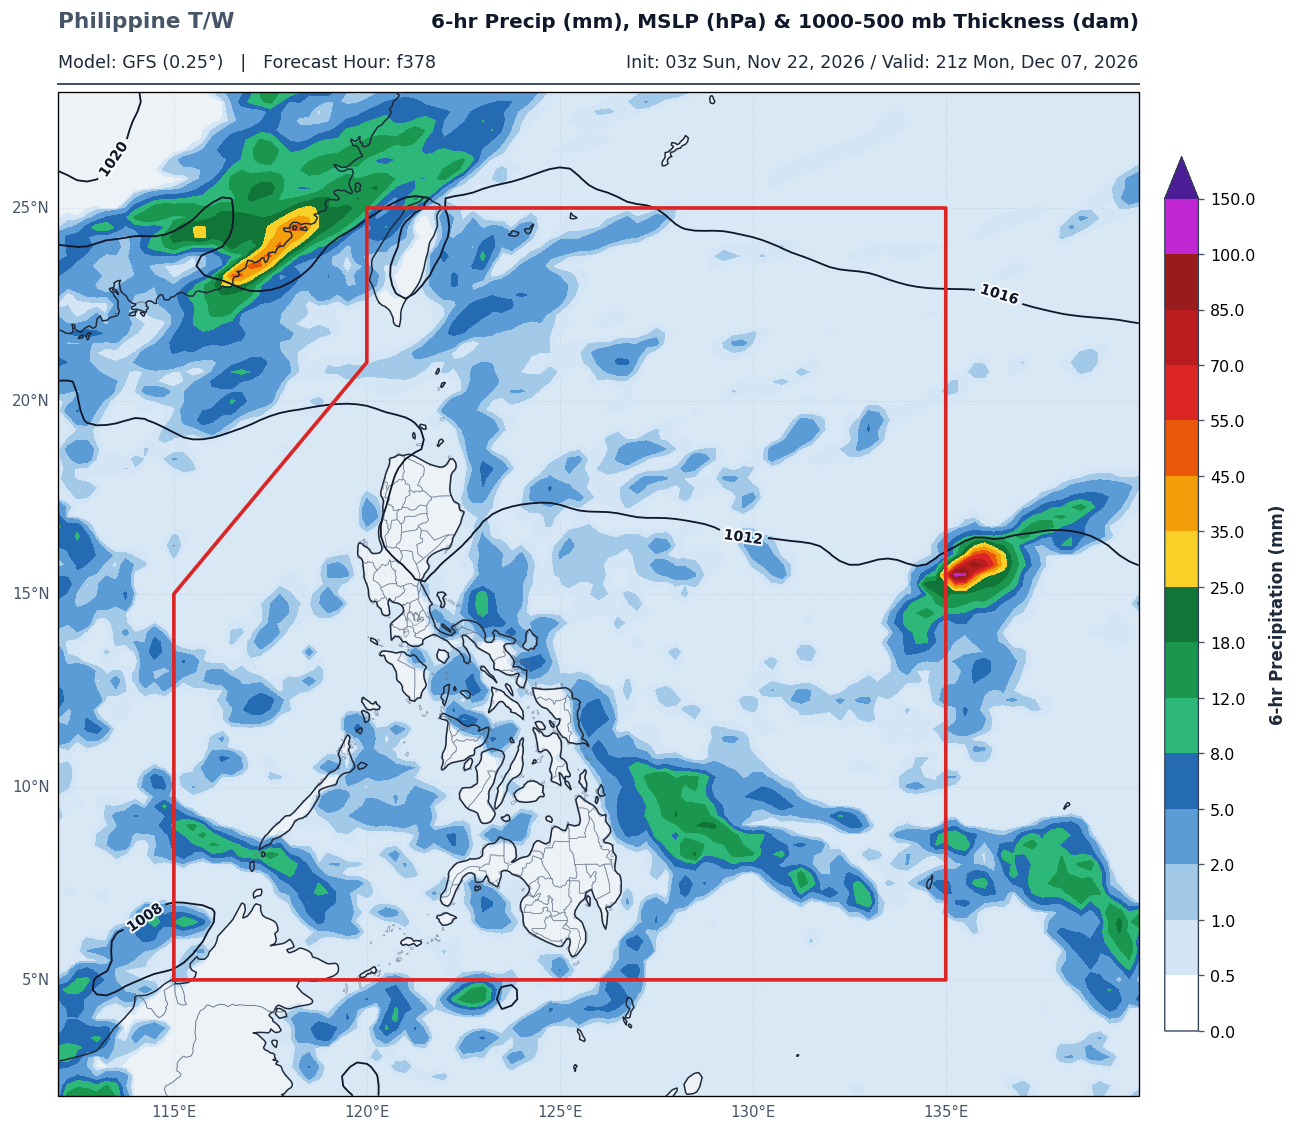 Philippine T/W
6-hr Precip (mm), MSLP (hPa) & 1000-500 mb Thickness (dam)
Model: GFS (0.25°) | Forecast Hour: f378
Init: 03z Sun, Nov 22, 2026 / Valid: 21z Mon, Dec 07, 2026
1020
1016
1012
1008
25°N
20°N
15°N
10°N
5°N
115°E
120°E
125°E
130°E
135°E
150.0
100.0
85.0
70.0
55.0
45.0
35.0
25.0
18.0
12.0
8.0
5.0
2.0
1.0
0.5
0.0
6-hr Precipitation (mm)